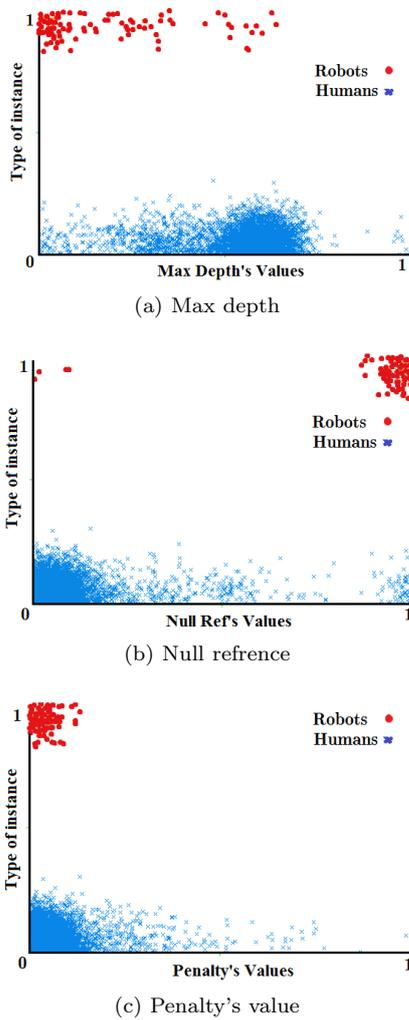 1
Type of instance
Robots
Humans
0
Max Depth's Values
1
(a) Max depth
1
Type of instance
Robots
Humans
0
Null Ref's Values
1
(b) Null refrence
1
Type of instance
Robots
Humans
0
Penalty's Values
1
(c) Penalty's value